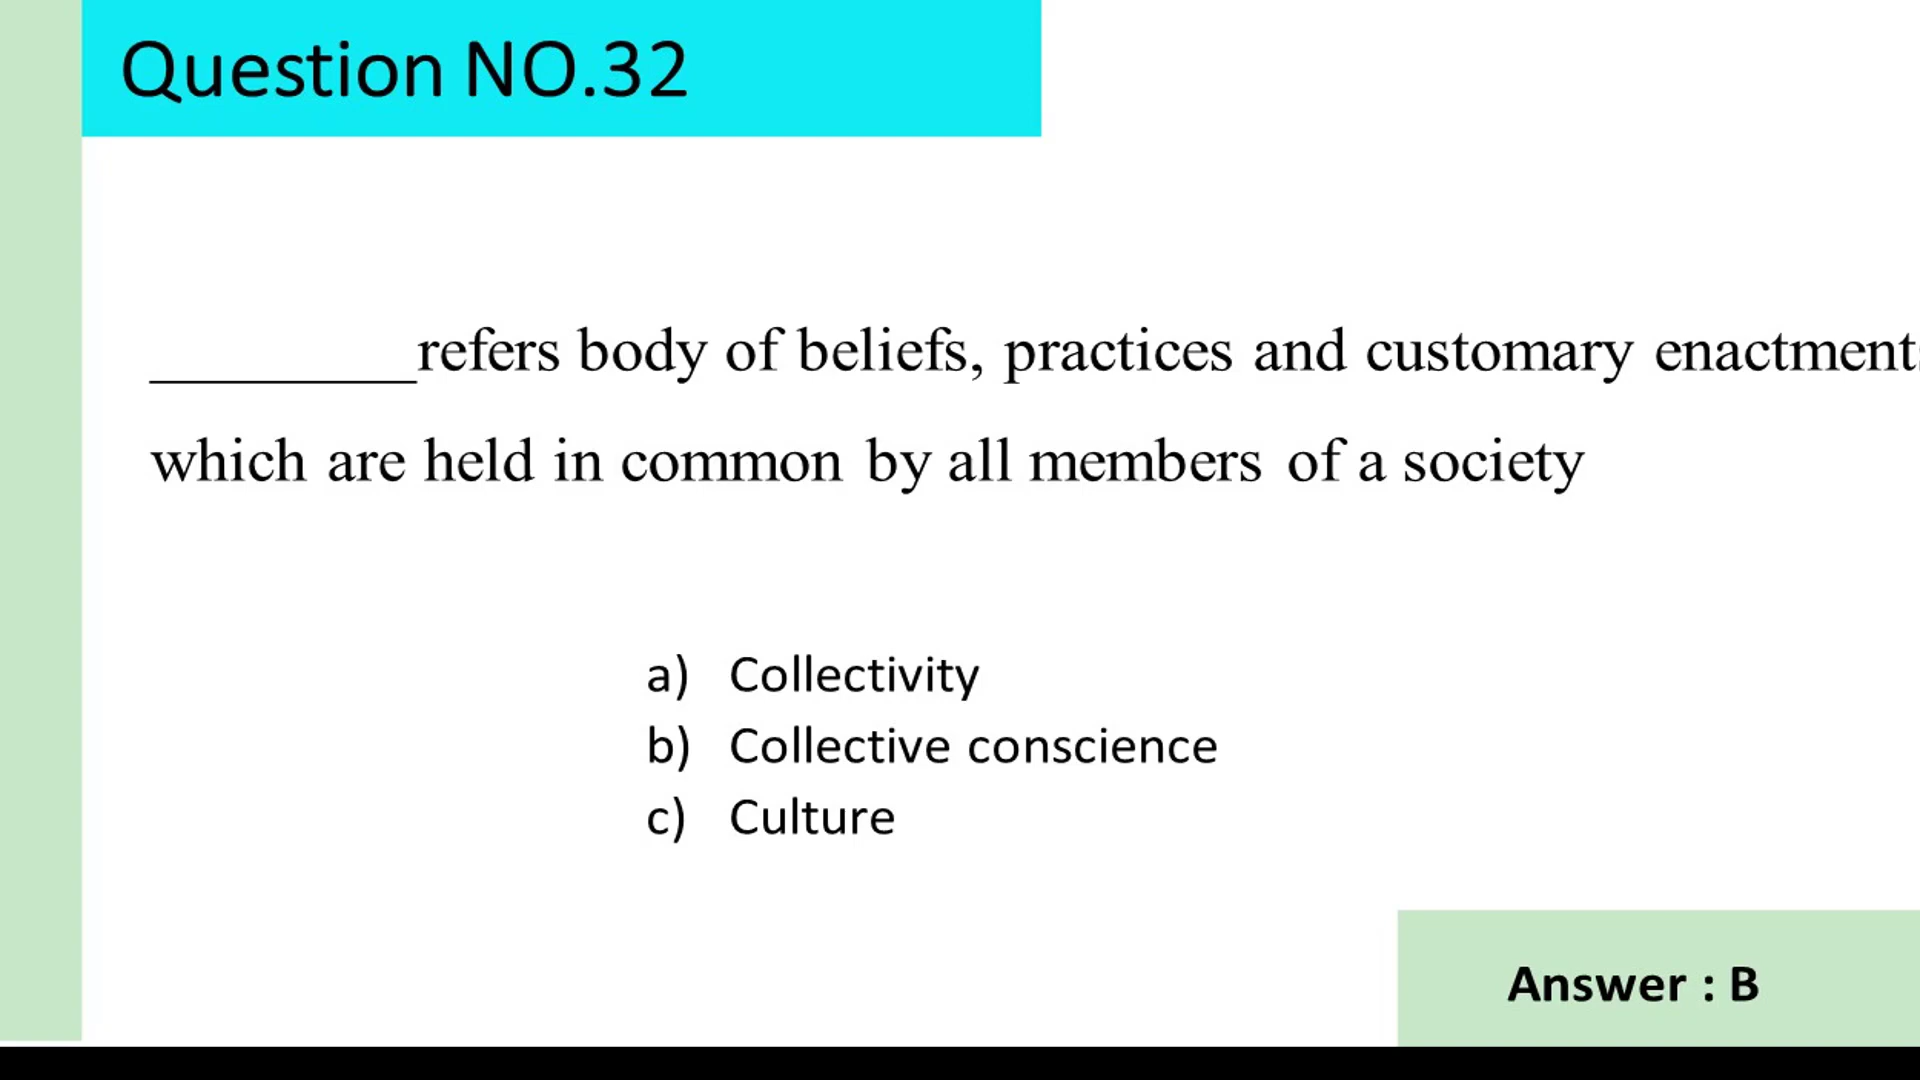 Question NO.32
_________refers body of beliefs, practices and customary enactments
which are held in common by all members of a society
a) Collectivity
b) Collective conscience
c) Culture
Answer : B